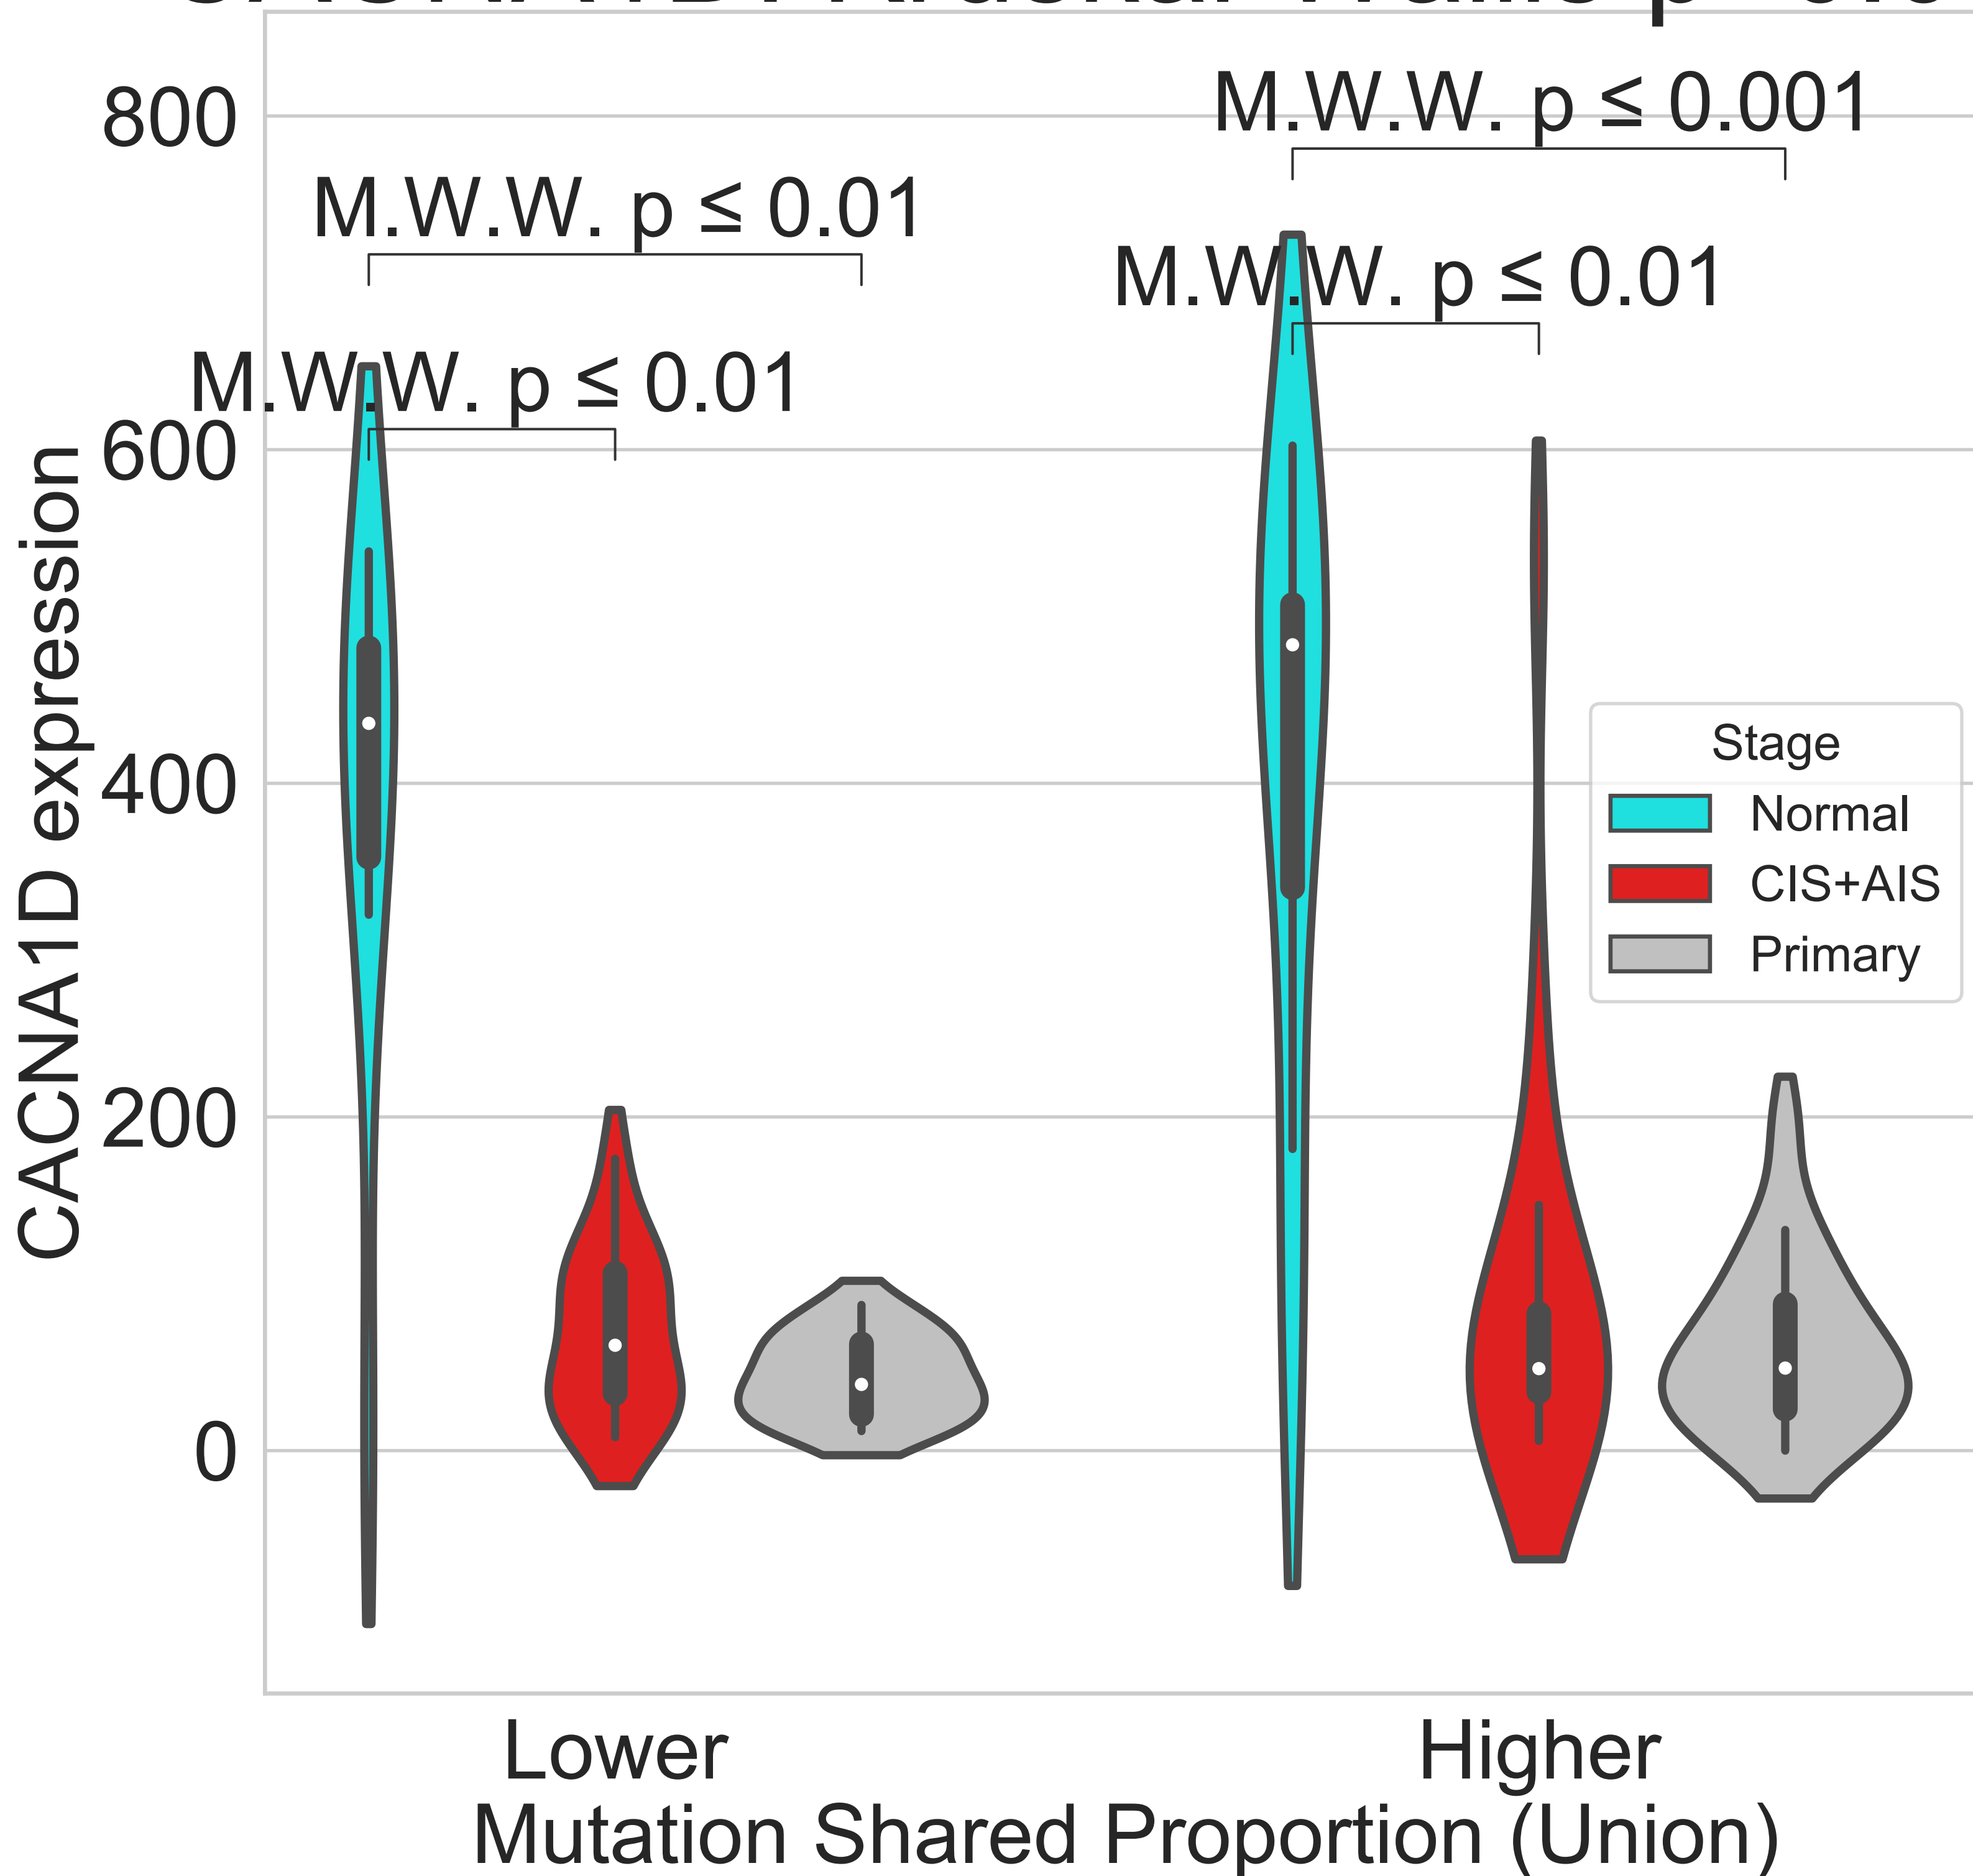 M.W.W. p ≤ 0.001
M.W.W. p ≤ 0.01
M.W.W. p ≤ 0.01
M.W.W. p ≤ 0.01
800
600
400
200
0
CACNA1D expression
Stage
Normal
CIS+AIS
Primary
Lower
Higher
Mutation Shared Proportion (Union)